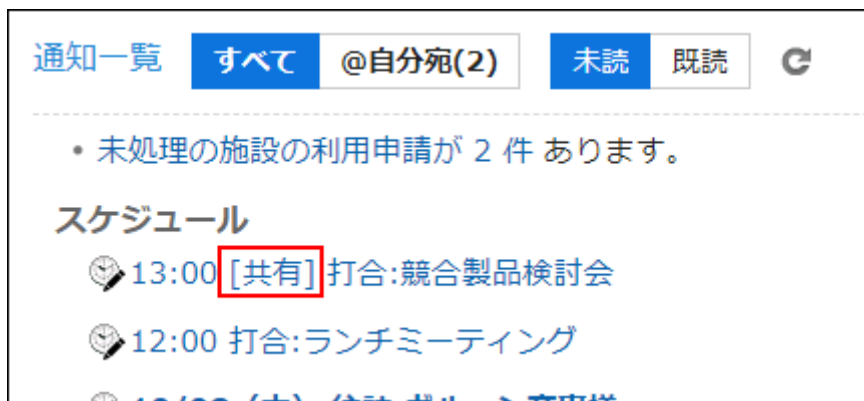 通知一覧 すべて @自分宛(2) 未読 既読
・未処理の施設の利用申請が 2 件 あります。
スケジュール
13:00 [共有] 打合:競合製品検討会
12:00 打合:ランチミーティング